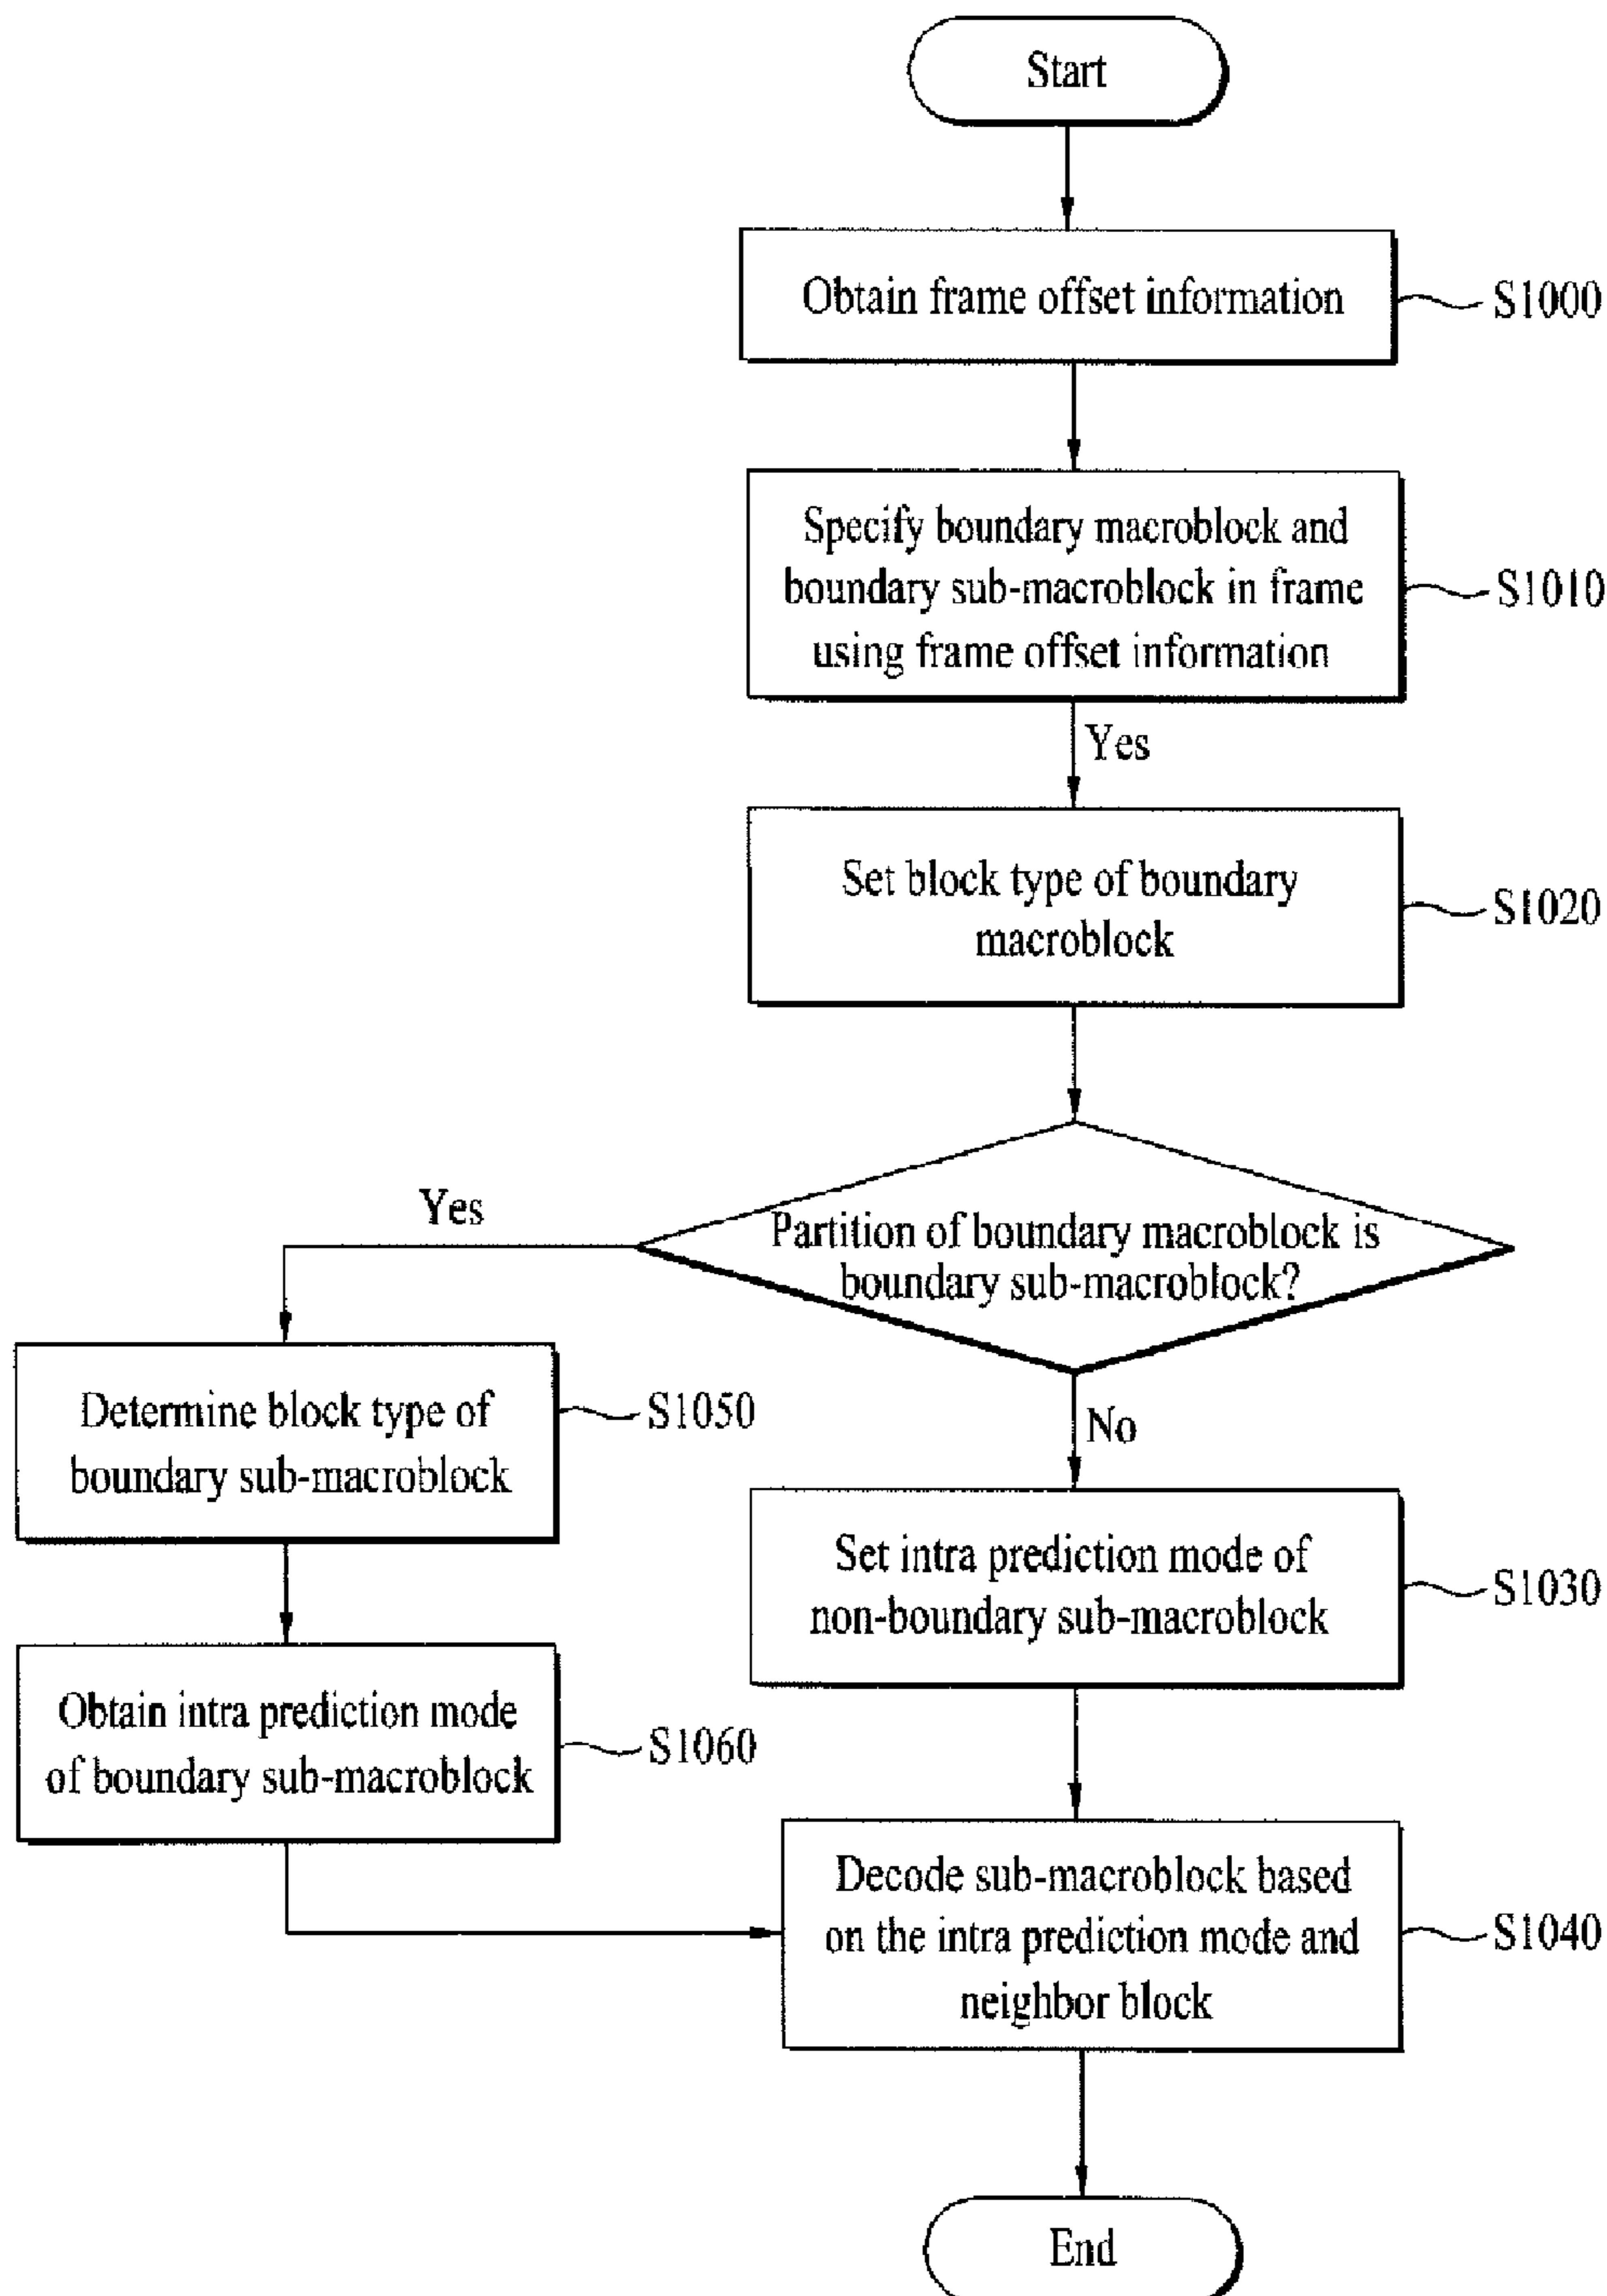 Start
Obtain frame offset information
S1000
Specify boundary macroblock and
boundary sub-macroblock in frame
using frame offset information
S1010
Yes
Set block type of boundary
macroblock
S1020
Partition of boundary macroblock is
boundary sub-macroblock?
Yes
Determine block type of
boundary sub-macroblock
S1050
No
Set intra prediction mode of
non-boundary sub-macroblock
S1030
Obtain intra prediction mode
of boundary sub-macroblock
S1060
Decode sub-macroblock based
on the intra prediction mode and
neighbor block
S1040
End